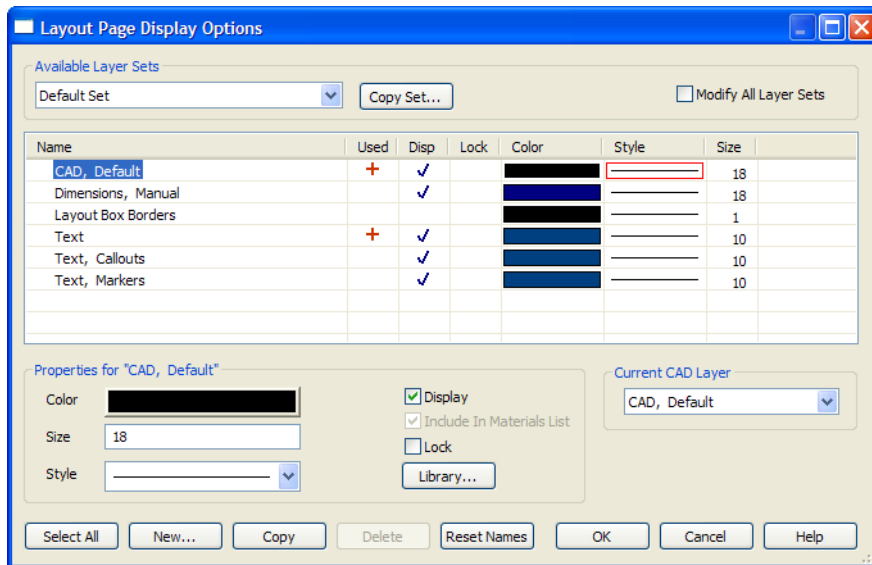 Layout Page Display Options
Available Layer Sets
Default Set
Copy Set...
Modify All Layer Sets
Name Used Disp Lock Color Style Size
CAD, Default 18
Dimensions, Manual 18
Layout Box Borders 1
Text 10
Text, Callouts 10
Text, Markers 10
Properties for "CAD, Default"
Color
Size 18
Style
Display
Include In Materials List
Lock
Library...
Current CAD Layer
CAD, Default
Select All New... Copy Delete Reset Names OK Cancel Help